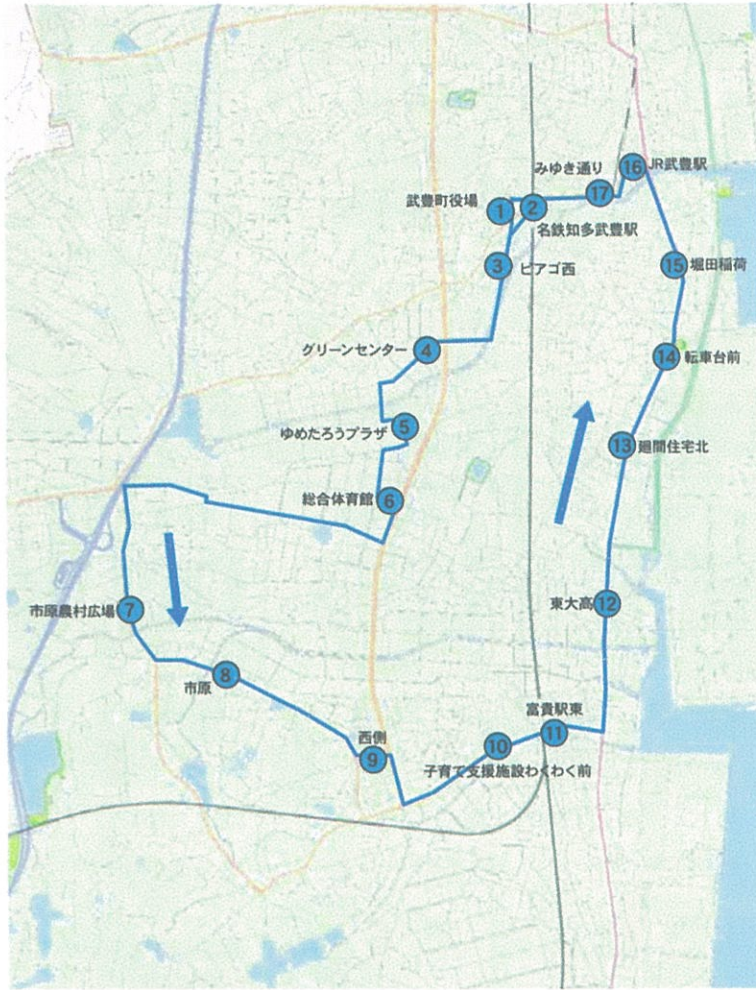 みゆき通り
16
JR武豊駅
17
武豊町役場
1
2
名鉄知多武豊駅
3
ピアゴ西
15
堀田稲荷
グリーンセンター
4
14
転車台前
5
ゆめたろうプラザ
13
廻間住宅北
総合体育館
6
市原農村広場
7
東大高
12
8
市原
富貴駅東
11
西側
9
10
子育て支援施設わくわく前